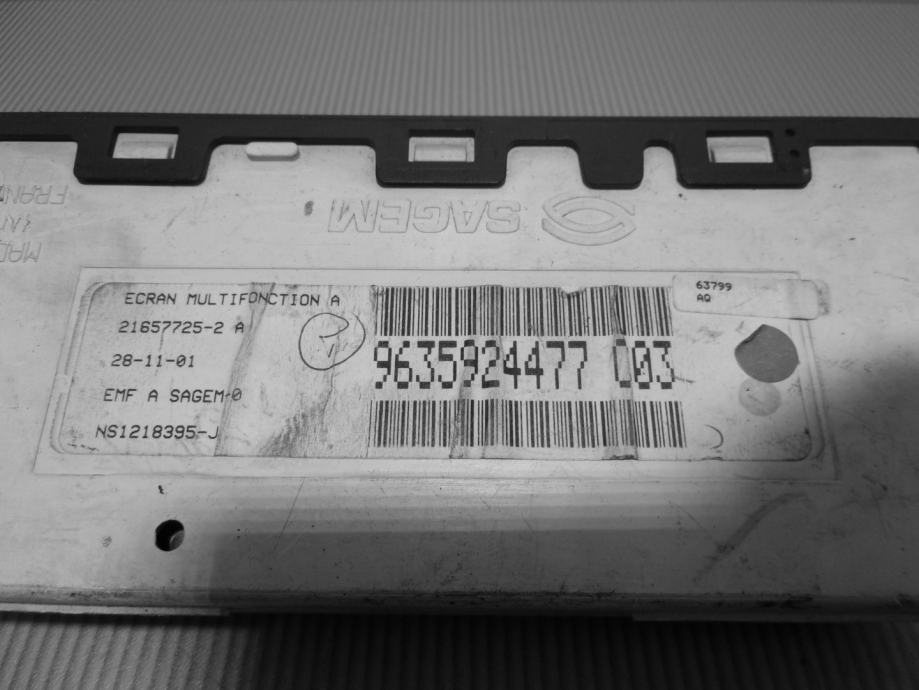 SAGEM
ECRAN MULTIFONCTION A
21657725-2 A
28-11-01
EMF A SAGEM-0
NS1218395-J
9635924477 C03
63799
AQ